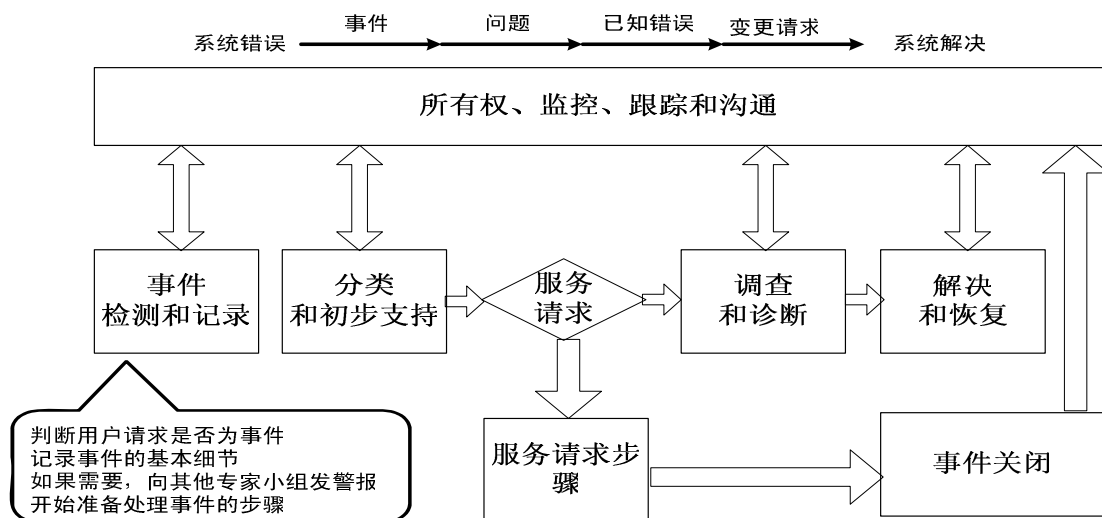 系统错误 事件 问题 已知错误 变更请求 系统解决
所有权、监控、跟踪和沟通
事件
检测和记录
分类
和初步支持
服务
请求
调查
和诊断
解决
和恢复
判断用户请求是否为事件
记录事件的基本细节
如果需要，向其他专家小组发警报
开始准备处理事件的步骤
服务请求步
骤
事件关闭